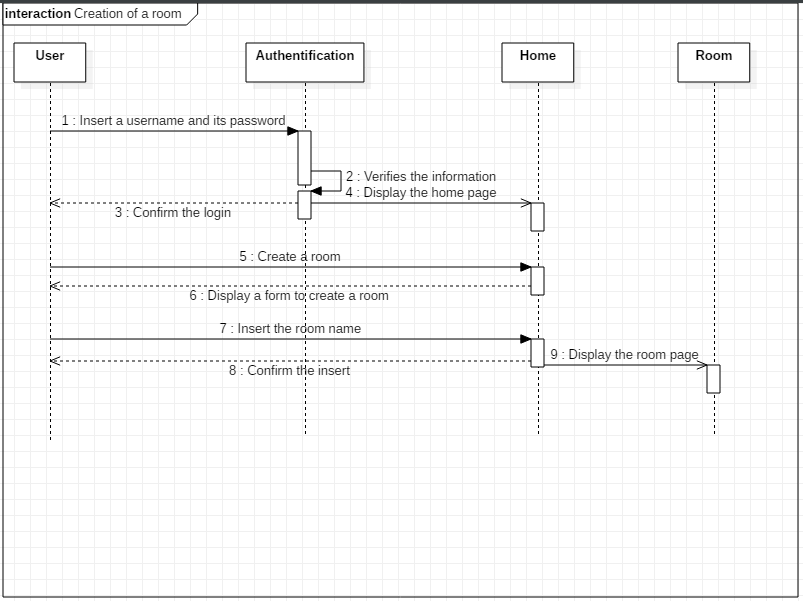 interaction Creation of a room
User
Authentification
Home
Room
1 : Insert a username and its password
2 : Verifies the information
4 : Display the home page
3 : Confirm the login
5 : Create a room
6 : Display a form to create a room
7 : Insert the room name
9 : Display the room page
8 : Confirm the insert